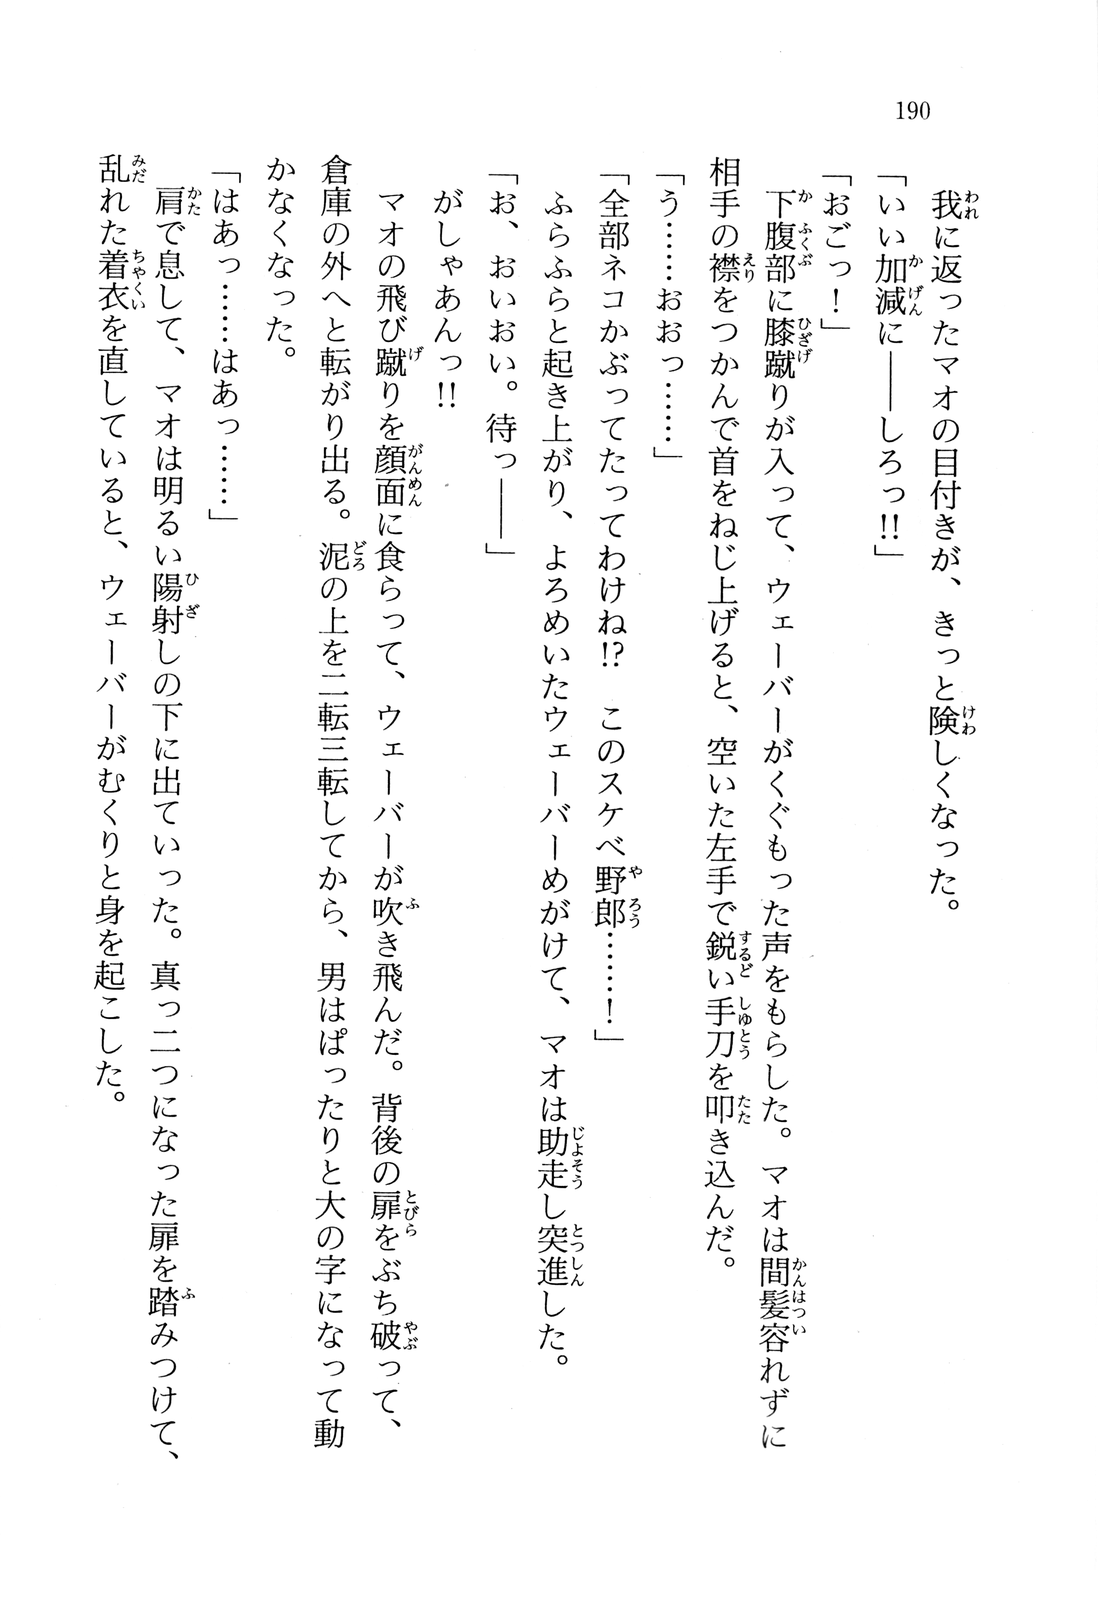 190
我に返ったマオの目付きが、きっと険しくなった。
「いい加減に――しろっ!!」
「おごっ！」
下腹部に膝蹴りが入って、ウェーバーがくぐもった声をもらした。マオは間髪容れずに
相手の襟をつかんで首をねじ上げると、空いた左手で鋭い手刀を叩き込んだ。
「う……おおっ……」
「全部ネコかぶってたってわけね!?　このスケベ野郎……！」
ふらふらと起き上がり、よろめいたウェーバーめがけて、マオは助走し突進した。
「お、おいおい。待っ――」
がしゃあんっ!!
マオの飛び蹴りを顔面に食らって、ウェーバーが吹き飛んだ。背後の扉をぶち破って、
倉庫の外へと転がり出る。泥の上を二転三転してから、男はぱったりと大の字になって動
かなくなった。
「はあっ……はあっ……」
肩で息して、マオは明るい陽射しの下に出ていった。真っ二つになった扉を踏みつけて、
乱れた着衣を直していると、ウェーバーがむくりと身を起こした。